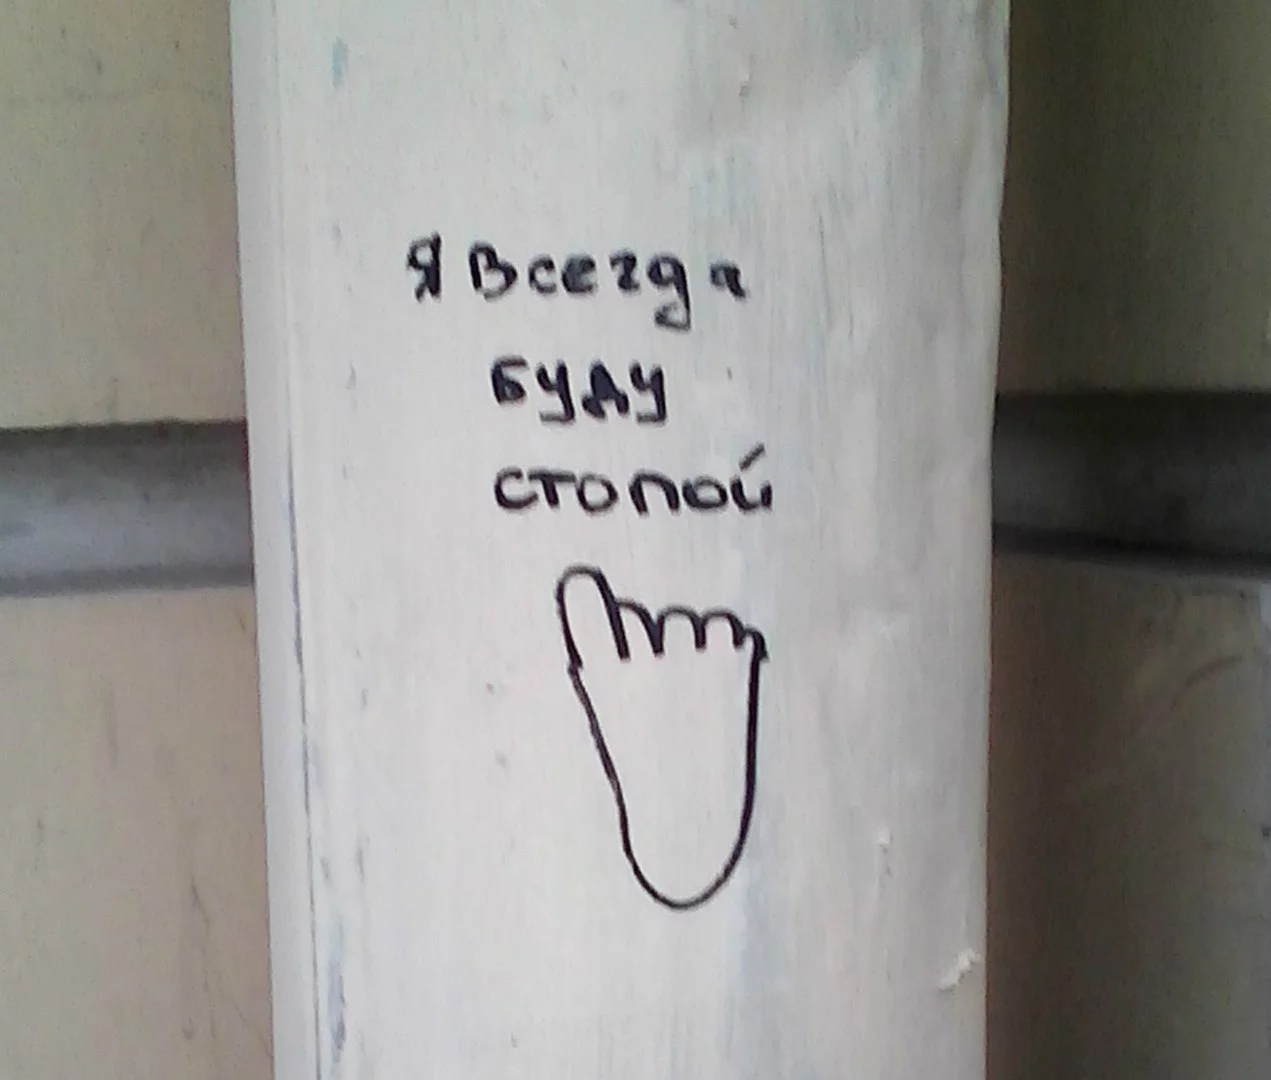 Я Всегда
буду
стопой